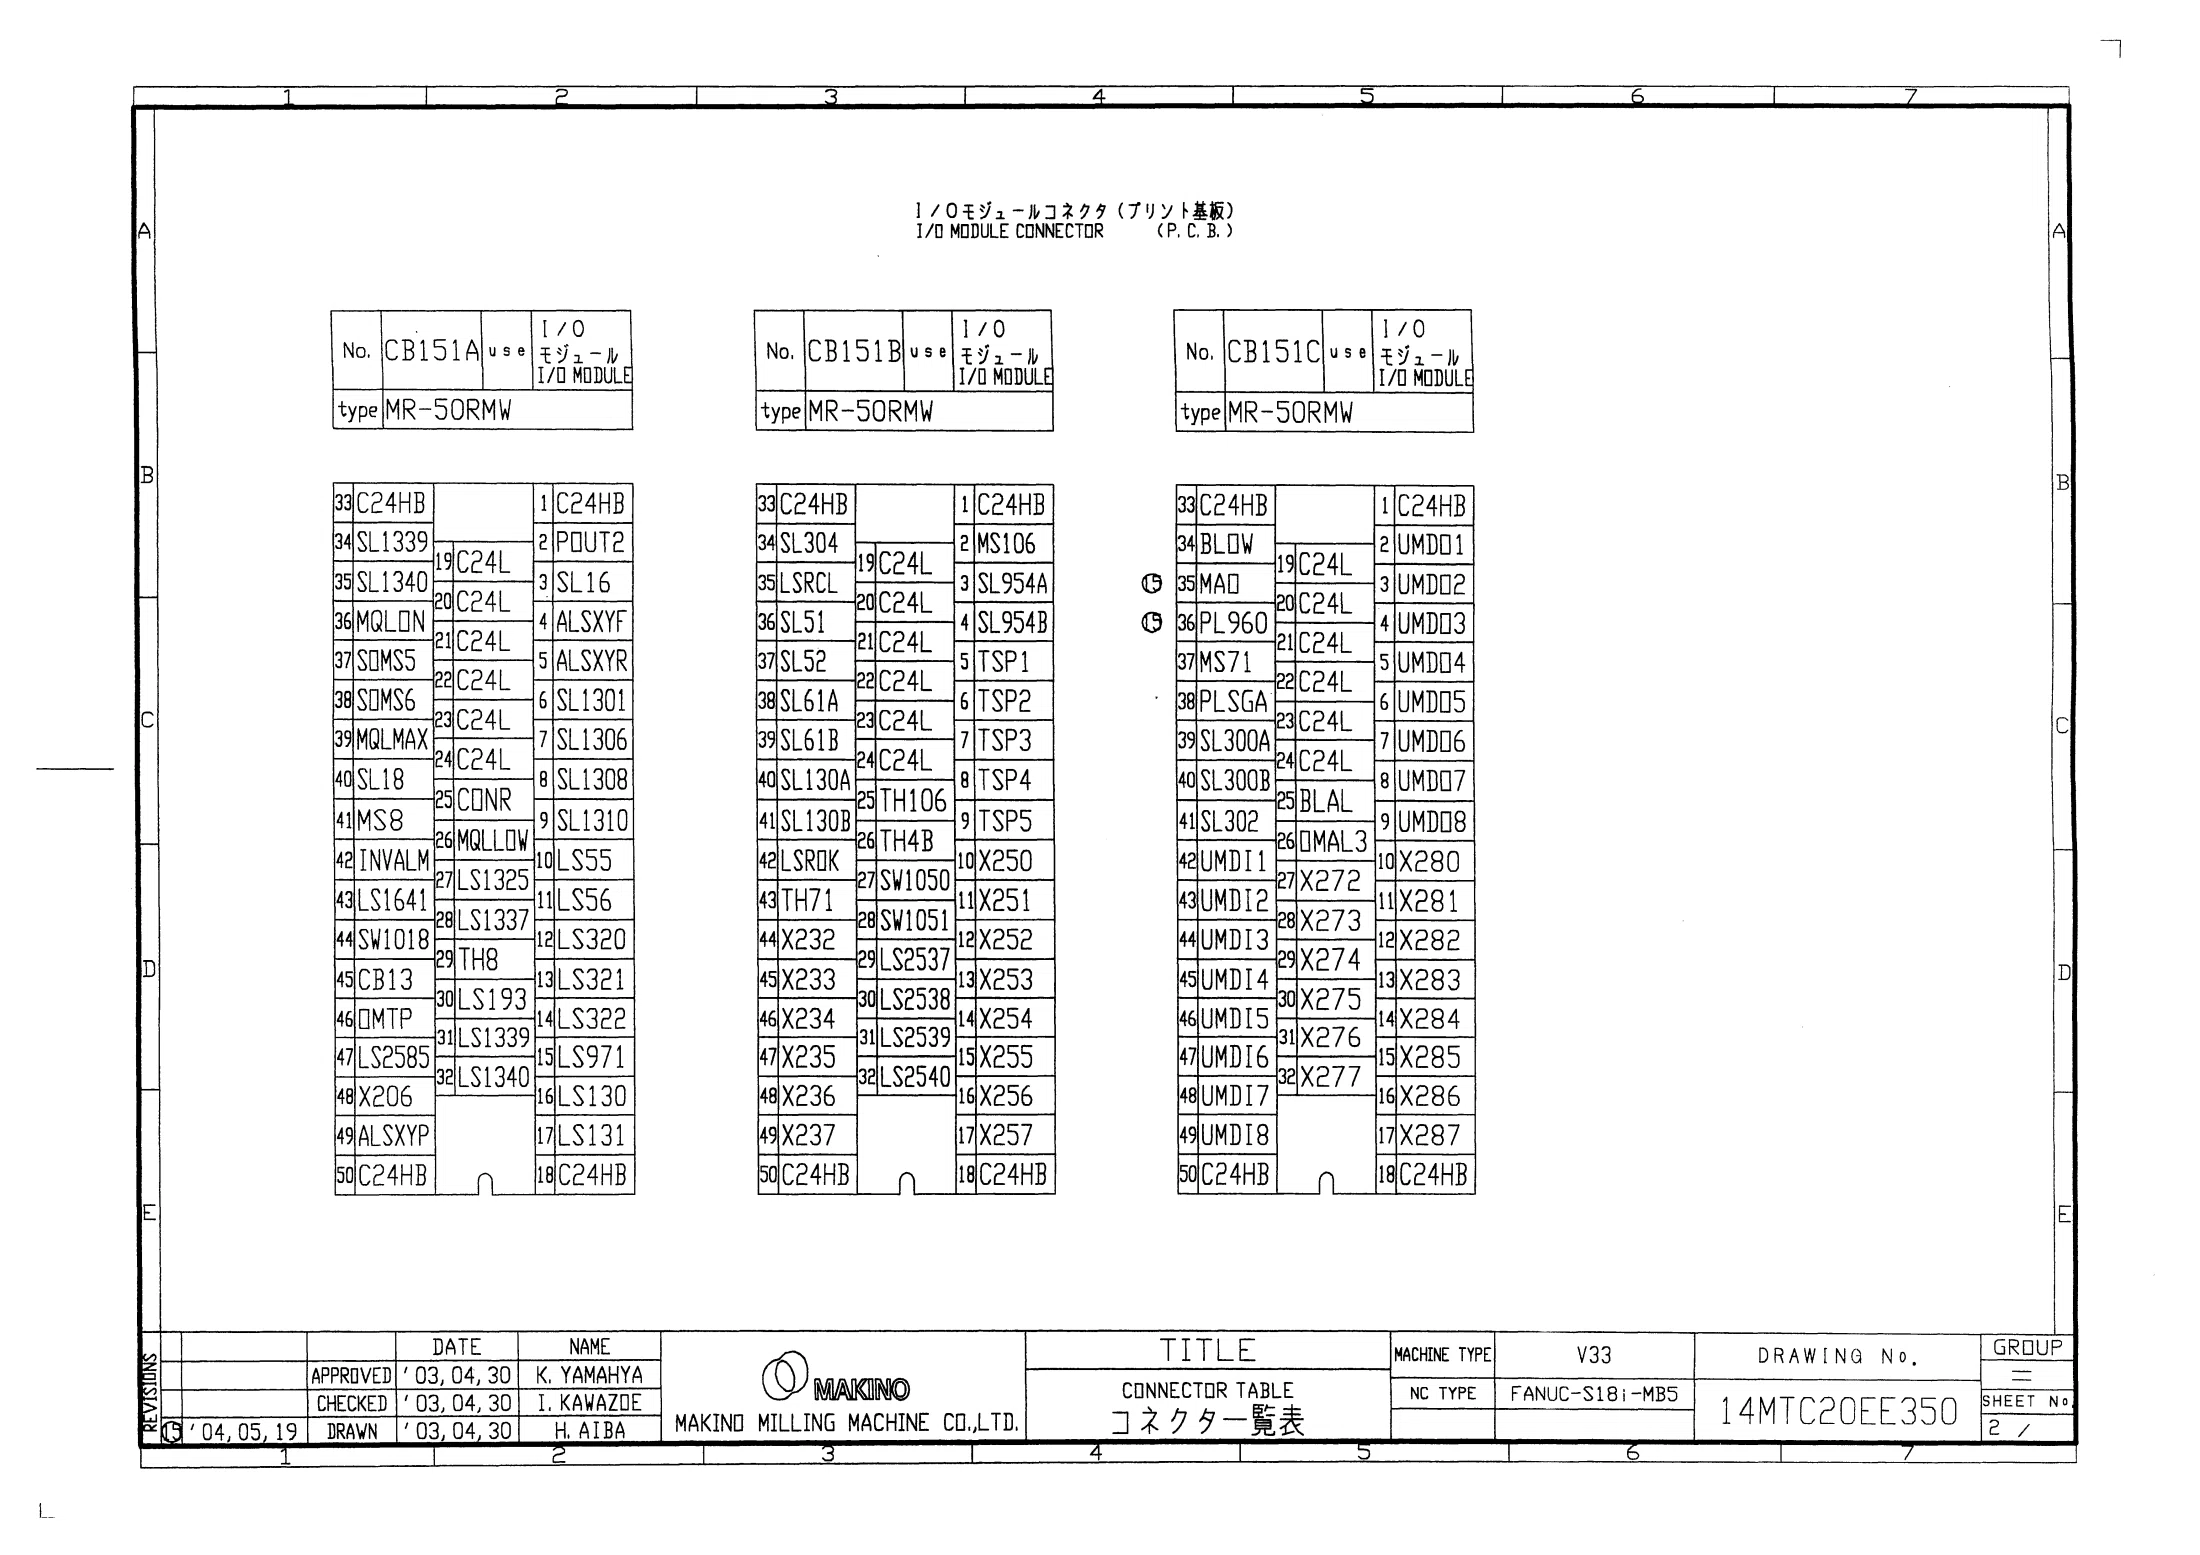 1 2 3 4 5 6 7
A A
I/Oモジュールコネクタ(プリント基板)
I/O MODULE CONNECTOR (P.C.B.)
No. CB151A use I/O モジュール I/O MODULE
type MR-50RMW
No. CB151B use I/O モジュール I/O MODULE
type MR-50RMW
No. CB151C use I/O モジュール I/O MODULE
type MR-50RMW
B B
C C
D D
E E
33 C24HB
34 SL1339
35 SL1340
36 MQLON
37 SOMS5
38 SOMS6
39 MQLMAX
40 SL18
41 MS8
42 INVALM
43 LS1641
44 SW1018
45 CB13
46 OMTP
47 LS2585
48 X206
49 ALSXYP
50 C24HB
19 C24L
20 C24L
21 C24L
22 C24L
23 C24L
24 C24L
25 CONR
26 MQLLOW
27 LS1325
28 LS1337
29 TH8
30 LS193
31 LS1339
32 LS1340
1 C24HB
2 POUT2
3 SL16
4 ALSXYF
5 ALSXYR
6 SL1301
7 SL1306
8 SL1308
9 SL1310
10 LS55
11 LS56
12 LS320
13 LS321
14 LS322
15 LS971
16 LS130
17 LS131
18 C24HB
33 C24HB
34 SL304
35 LSRCL
36 SL51
37 SL52
38 SL61A
39 SL61B
40 SL130A
41 SL130B
42 LSROK
43 TH71
44 X232
45 X233
46 X234
47 X235
48 X236
49 X237
50 C24HB
19 C24L
20 C24L
21 C24L
22 C24L
23 C24L
24 C24L
25 TH106
26 TH4B
27 SW1050
28 SW1051
29 LS2537
30 LS2538
31 LS2539
32 LS2540
1 C24HB
2 MS106
3 SL954A
4 SL954B
5 TSP1
6 TSP2
7 TSP3
8 TSP4
9 TSP5
10 X250
11 X251
12 X252
13 X253
14 X254
15 X255
16 X256
17 X257
18 C24HB
33 C24HB
34 BLOW
⑮ 35 MAO
⑮ 36 PL960
37 MS71
38 PLSGA
39 SL300A
40 SL300B
41 SL302
42 UMDI1
43 UMDI2
44 UMDI3
45 UMDI4
46 UMDI5
47 UMDI6
48 UMDI7
49 UMDI8
50 C24HB
19 C24L
20 C24L
21 C24L
22 C24L
23 C24L
24 C24L
25 BLAL
26 OMAL3
27 X272
28 X273
29 X274
30 X275
31 X276
32 X277
1 C24HB
2 UMDO1
3 UMDO2
4 UMDO3
5 UMDO4
6 UMDO5
7 UMDO6
8 UMDO7
9 UMDO8
10 X280
11 X281
12 X282
13 X283
14 X284
15 X285
16 X286
17 X287
18 C24HB
REVISIONS
⑮ '04,05,19
DATE NAME
APPROVED '03,04,30 K. YAMAHYA
CHECKED '03,04,30 I. KAWAZOE
DRAWN '03,04,30 H. AIBA
MAKINO
MAKINO MILLING MACHINE CO.,LTD.
TITLE
CONNECTOR TABLE
コネクタ一覧表
MACHINE TYPE V33
NC TYPE FANUC-S18i-MB5
DRAWING No.
14MTC20EE350
GROUP
二
SHEET No.
2 /
1 2 3 4 5 6 7